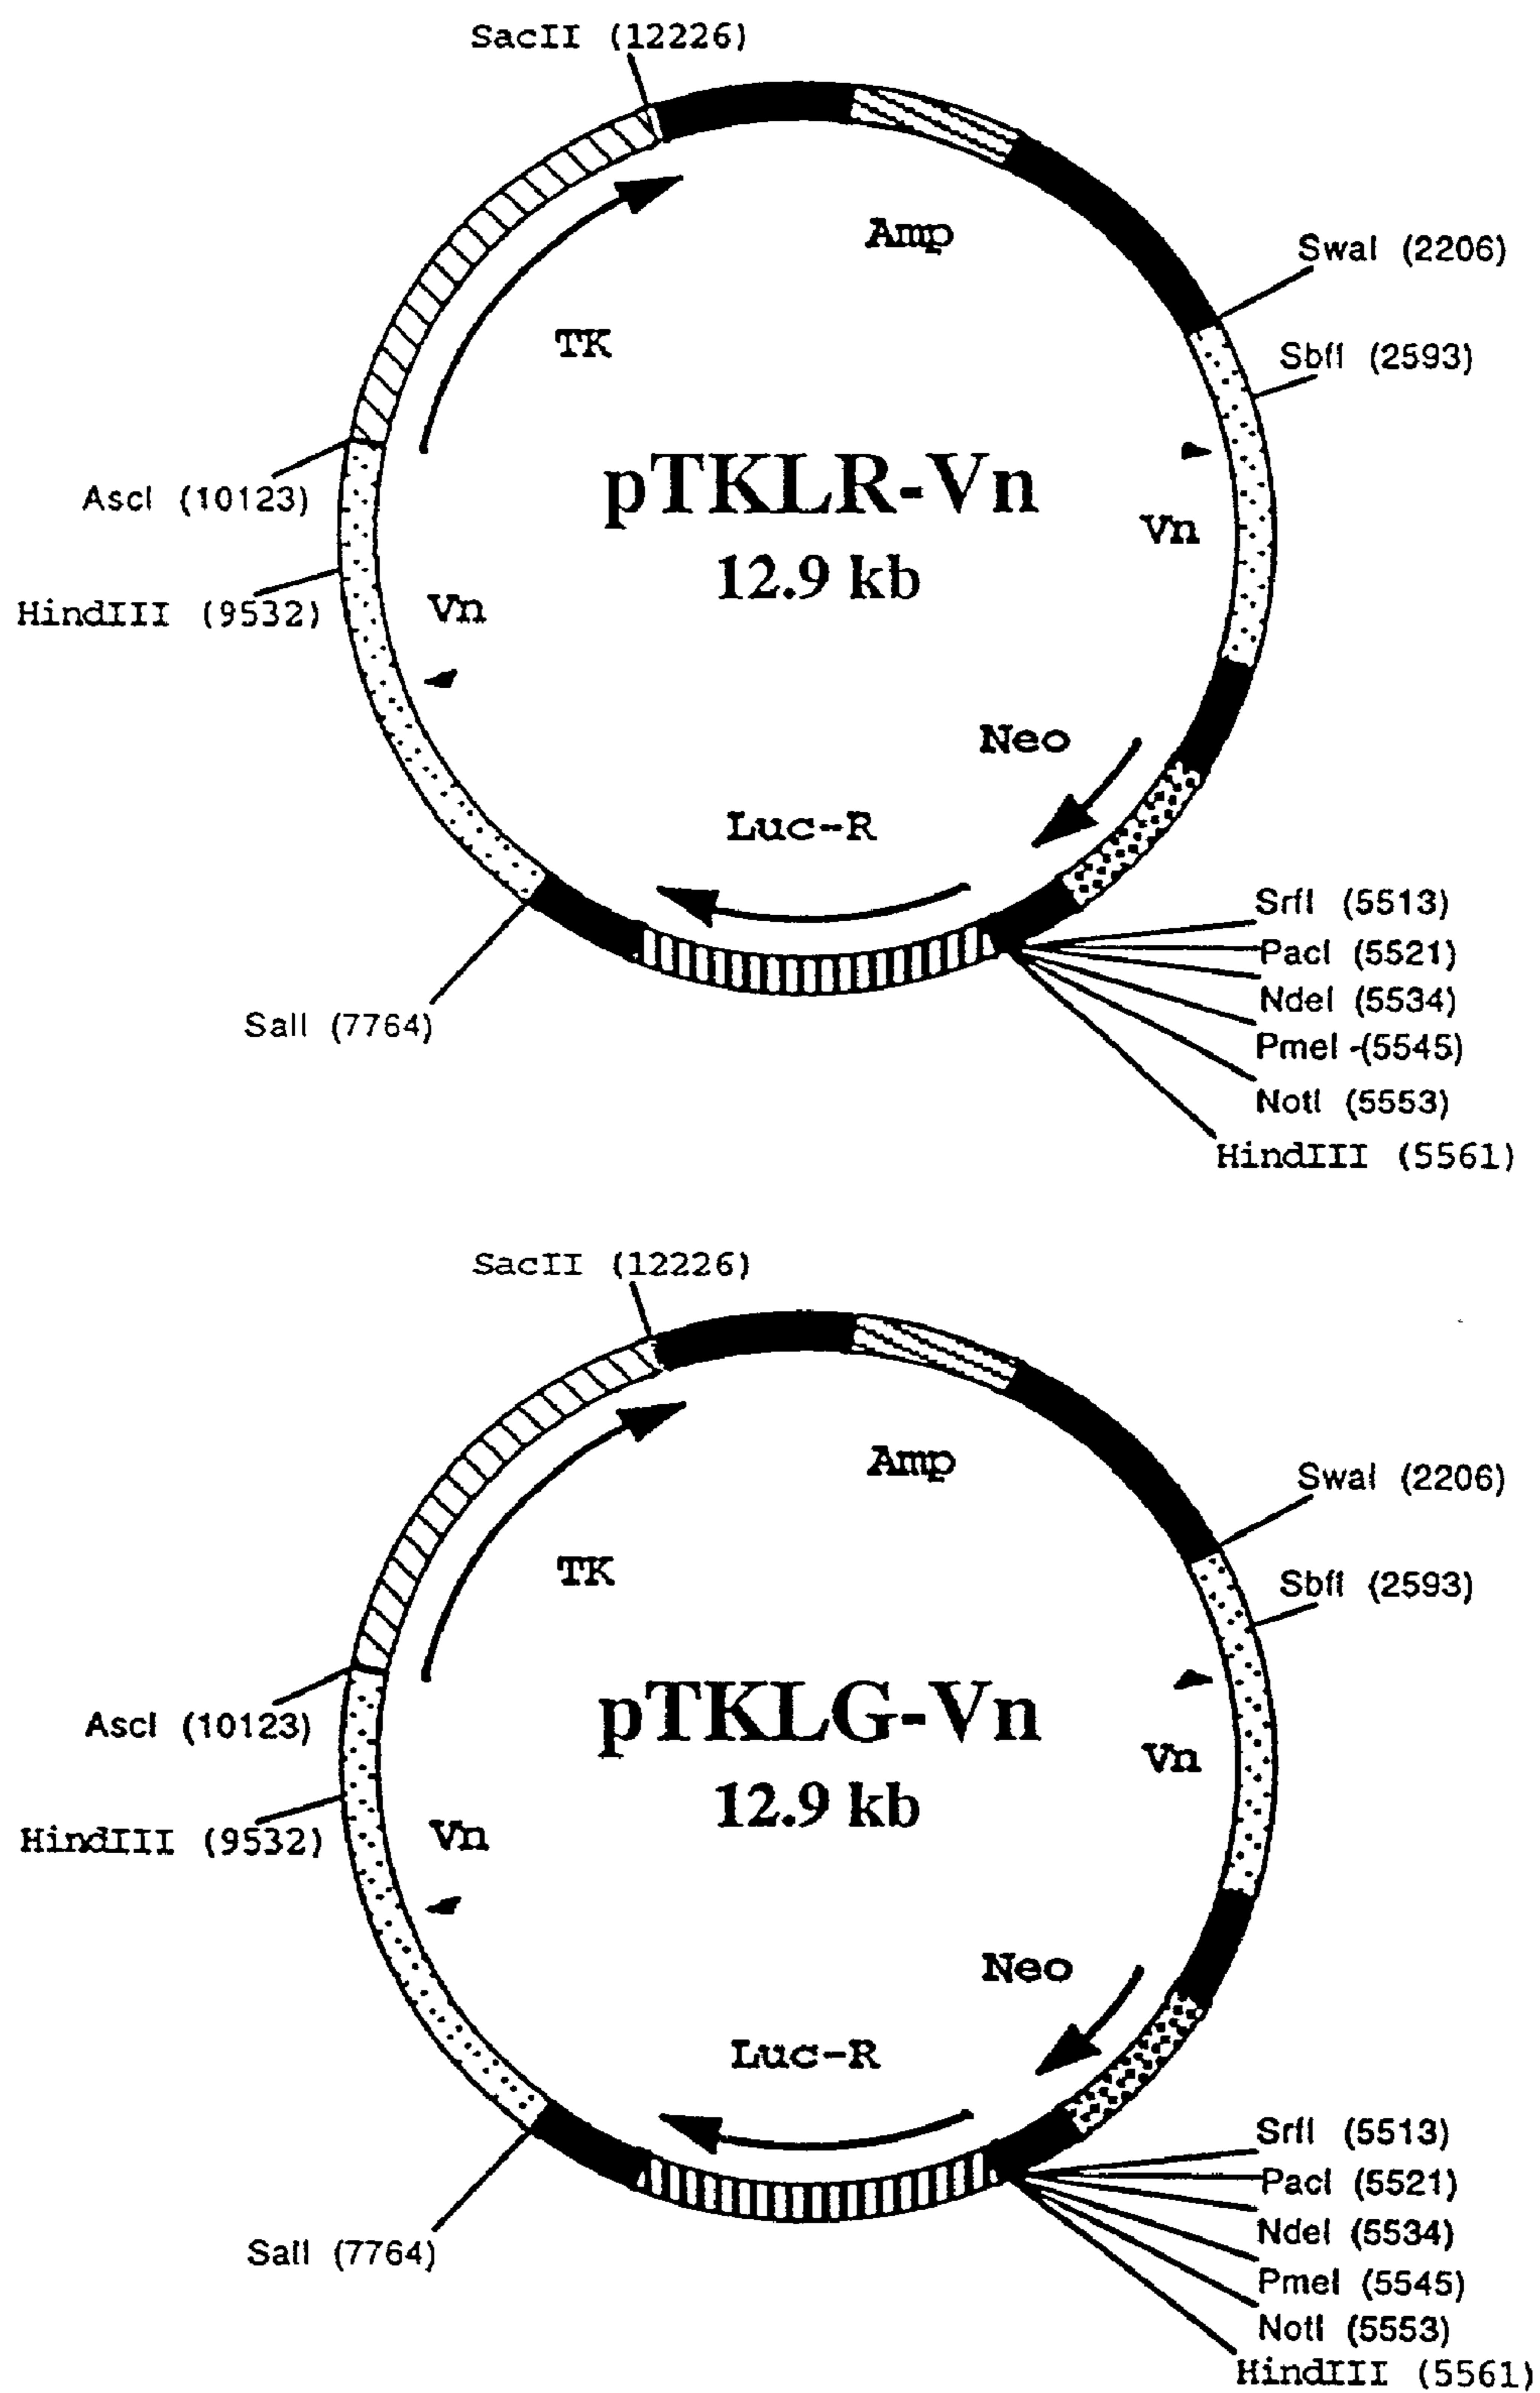 SacII (12226)
Amp
SwaI (2206)
SbfI (2593)
TK
pTKLR-Vn
12.9 kb
AscI (10123)
Vn
HindIII (9532)
Vn
Neo
Luc-R
SrfI (5513)
PacI (5521)
NdeI (5534)
PmeI -(5545)
NotI (5553)
HindIII (5561)
SalI (7764)
SacII (12226)
Amp
SwaI (2206)
SbfI (2593)
TK
pTKLG-Vn
12.9 kb
AscI (10123)
Vn
HindIII (9532)
Vn
Neo
Luc-R
SrfI (5513)
PacI (5521)
NdeI (5534)
PmeI (5545)
NotI (5553)
HindIII (5561)
SalI (7764)